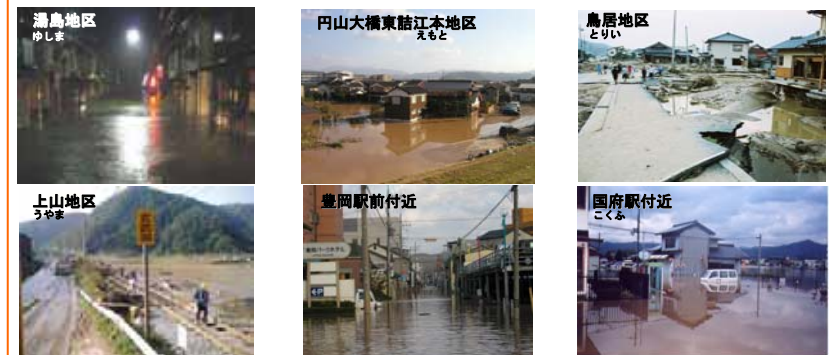 湯島地区
ゆしま
円山大橋東詰江本地区
えもと
鳥居地区
とりい
上山地区
うやま
豊岡駅前付近
国府駅付近
こくふ
P